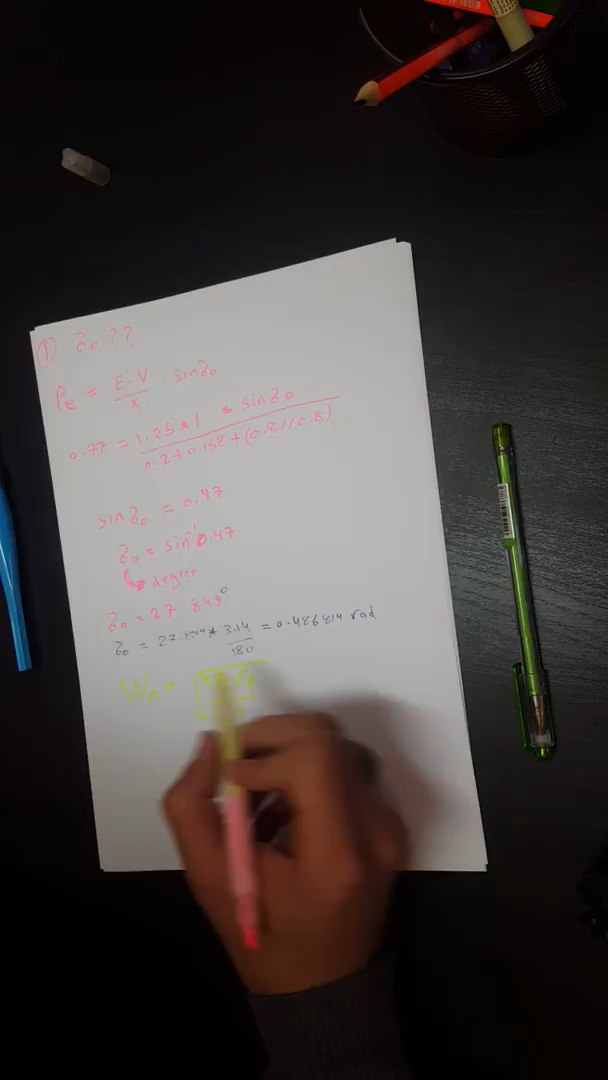 ① δ₀ ??
Pe = E.V/X . sinδ₀
0.77 = 1.25*1 * sinδ₀ / 0.2+0.158+(0.8//0.8)
sinδ₀ = 0.47
δ₀ = sin⁻¹ 0.47
degree
δ₀ = 27 849°
δ₀ = 27.849* 3.14/180 = 0.486814 rad
Wn =